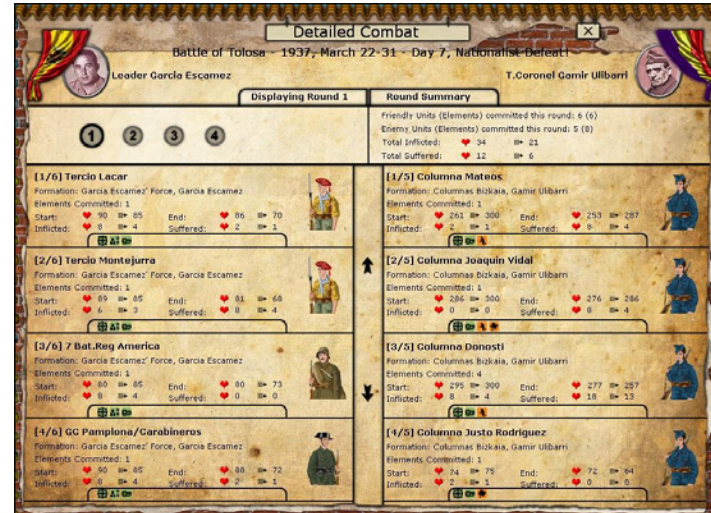 Detailed Combat
X
Battle of Tolosa - 1937, March 22-31 - Day 7, Nationalist Defeat!
Leader Garcia Escamez
T.Coronel Gamir Ulibarri
Displaying Round 1
Round Summary
1 2 3 4
Friendly Units (Elements) committed this round: 6 (6)
Enemy Units (Elements) committed this round: 5 (8)
Total Inflicted: 34 21
Total Suffered: 12 6
[1/6] Tercio Lacar
Formation: Garcia Escamez' Force, Garcia Escamez
Elements Committed: 1
Start: 90 85 End: 86 70
Inflicted: 8 4 Suffered: 2 1
[2/6] Tercio Montejurra
Formation: Garcia Escamez' Force, Garcia Escamez
Elements Committed: 1
Start: 89 85 End: 81 68
Inflicted: 6 3 Suffered: 8 4
[3/6] 7 Bat.Reg America
Formation: Garcia Escamez' Force, Garcia Escamez
Elements Committed: 1
Start: 80 85 End: 80 73
Inflicted: 8 4 Suffered: 0 0
[4/6] GC Pamplona/Carabineros
Formation: Garcia Escamez' Force, Garcia Escamez
Elements Committed: 1
Start: 90 85 End: 88 72
Inflicted: 8 4 Suffered: 2 1
[1/5] Columna Mateos
Formation: Columnas Bizkaia, Gamir Ulibarri
Elements Committed: 1
Start: 261 300 End: 253 287
Inflicted: 2 1 Suffered: 8 4
[2/5] Columna Joaquin Vidal
Formation: Columnas Bizkaia, Gamir Ulibarri
Elements Committed: 1
Start: 286 300 End: 276 286
Inflicted: 0 0 Suffered: 8 4
[3/5] Columna Donosti
Formation: Columnas Bizkaia, Gamir Ulibarri
Elements Committed: 4
Start: 295 300 End: 277 257
Inflicted: 8 4 Suffered: 18 13
[4/5] Columna Justo Rodriguez
Formation: Columnas Bizkaia, Gamir Ulibarri
Elements Committed: 1
Start: 74 75 End: 72 64
Inflicted: 2 1 Suffered: 0 0